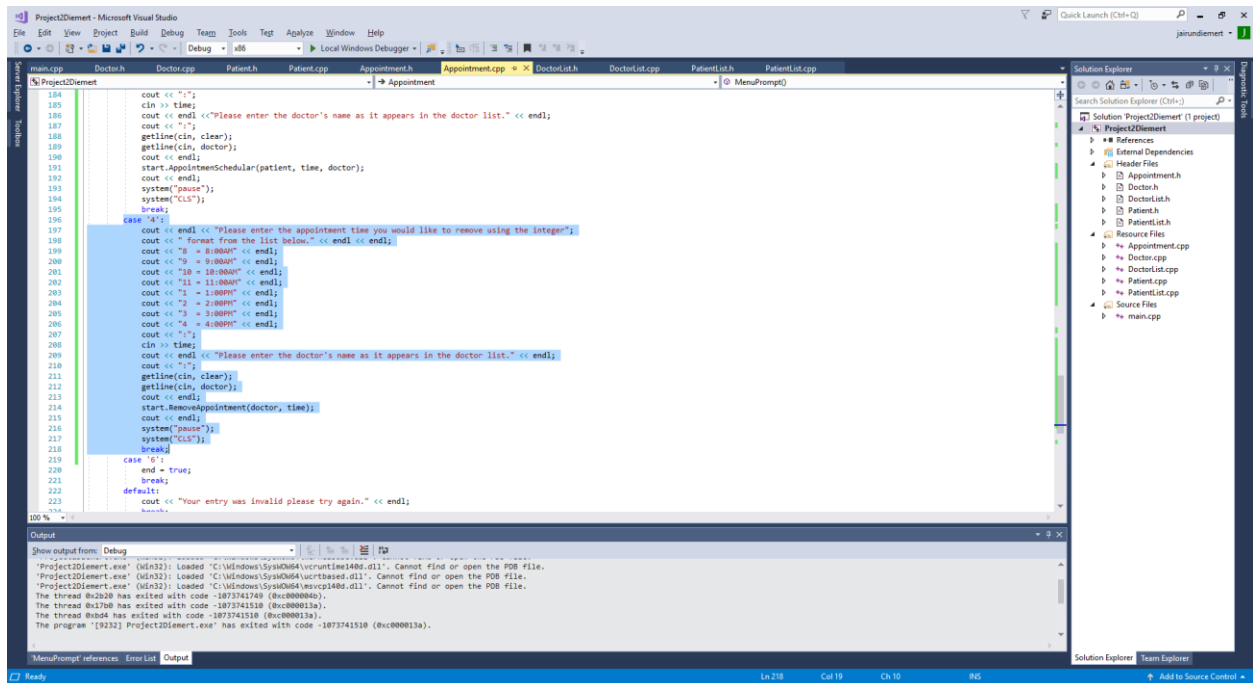 Project2Diemert - Microsoft Visual Studio
Quick Launch (Ctrl+Q)
File Edit View Project Build Debug Team Tools Test Analyze Window Help
jairundiemert
J
Debug x86 Local Windows Debugger
Server Explorer
Toolbox
main.cpp Doctor.h Doctor.cpp Patient.h Patient.cpp Appointment.h Appointment.cpp DoctorList.h DoctorList.cpp PatientList.h PatientList.cpp
Project2Diemert Appointment MenuPrompt()
184 cout << ":";
185 cin >> time;
186 cout << endl <<"Please enter the doctor's name as it appears in the doctor list." << endl;
187 cout << ":";
188 getline(cin, clear);
189 getline(cin, doctor);
190 cout << endl;
191 start.AppointmenSchedular(patient, time, doctor);
192 cout << endl;
193 system("pause");
194 system("CLS");
195 break;
196 case '4':
197 cout << endl << "Please enter the appointment time you would like to remove using the integer";
198 cout << " format from the list below." << endl << endl;
199 cout << "8  = 8:00AM" << endl;
200 cout << "9  = 9:00AM" << endl;
201 cout << "10 = 10:00AM" << endl;
202 cout << "11 = 11:00AM" << endl;
203 cout << "1  = 1:00PM" << endl;
204 cout << "2  = 2:00PM" << endl;
205 cout << "3  = 3:00PM" << endl;
206 cout << "4  = 4:00PM" << endl;
207 cout << ":";
208 cin >> time;
209 cout << endl << "Please enter the doctor's name as it appears in the doctor list." << endl;
210 cout << ":";
211 getline(cin, clear);
212 getline(cin, doctor);
213 cout << endl;
214 start.RemoveAppointment(doctor, time);
215 cout << endl;
216 system("pause");
217 system("CLS");
218 break;
219 case '6':
220 end = true;
221 break;
222 default:
223 cout << "Your entry was invalid please try again." << endl;
100 %
Output
Show output from: Debug
'Project2Diemert.exe' (Win32): Loaded 'C:\Windows\SysWOW64\vcruntime140d.dll'. Cannot find or open the PDB file.
'Project2Diemert.exe' (Win32): Loaded 'C:\Windows\SysWOW64\ucrtbased.dll'. Cannot find or open the PDB file.
'Project2Diemert.exe' (Win32): Loaded 'C:\Windows\SysWOW64\msvcp140d.dll'. Cannot find or open the PDB file.
The thread 0x2b20 has exited with code -1073741749 (0xc000004b).
The thread 0x17b0 has exited with code -1073741510 (0xc000013a).
The thread 0xbd4 has exited with code -1073741510 (0xc000013a).
The program '[9232] Project2Diemert.exe' has exited with code -1073741510 (0xc000013a).
'MenuPrompt' references Error List Output
Solution Explorer
Search Solution Explorer (Ctrl+;)
Solution 'Project2Diemert' (1 project)
Project2Diemert
References
External Dependencies
Header Files
Appointment.h
Doctor.h
DoctorList.h
Patient.h
PatientList.h
Resource Files
Appointment.cpp
Doctor.cpp
DoctorList.cpp
Patient.cpp
PatientList.cpp
Source Files
main.cpp
Solution Explorer Team Explorer
Diagnostic Tools
Ready Ln 218 Col 19 Ch 10 INS Add to Source Control